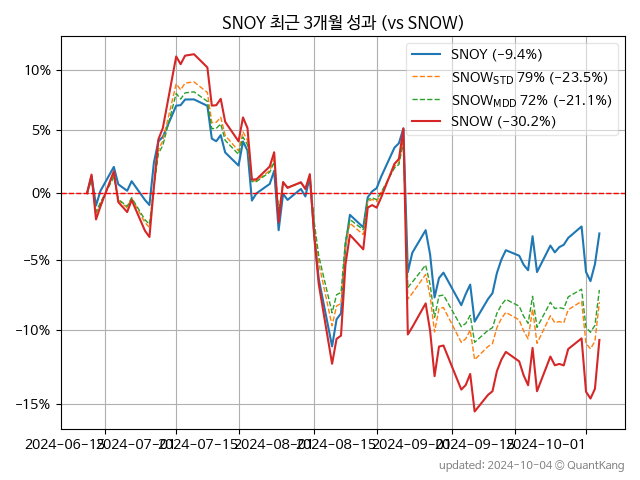 SNOY 최근 3개월 성과 (vs SNOW)
SNOY (−9.4%)
SNOW_STD 79% (−23.5%)
SNOW_MDD 72% (−21.1%)
SNOW (−30.2%)
10%
5%
0%
−5%
−10%
−15%
2024-06-15
2024-07-01
2024-07-15
2024-08-01
2024-08-15
2024-09-01
2024-09-15
2024-10-01
updated: 2024-10-04 © QuantKang